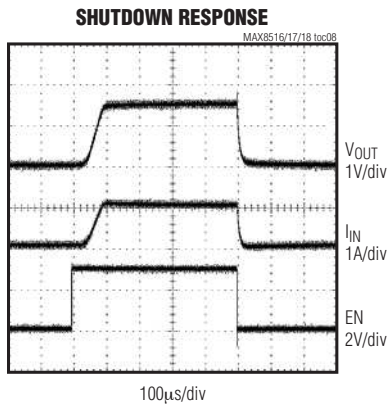 SHUTDOWN RESPONSE
MAX8516/17/18 toc08
VOUT
1V/div
IIN
1A/div
EN
2V/div
100µs/div